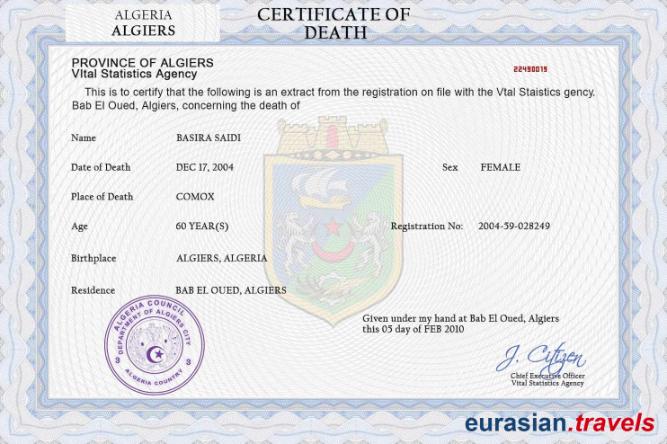 ALGERIA
ALGIERS
CERTIFICATE OF
DEATH
PROVINCE OF ALGIERS
VItal Statistics Agency
22490019
This is to certify that the following is an extract from the registration on file with the Vtal Staistics gency.
Bab El Oued, Algiers, concerning the death of
Name BASIRA SAIDI
Date of Death DEC 17, 2004 Sex FEMALE
Place of Death COMOX
Age 60 YEAR(S) Registration No: 2004-59-028249
Birthplace ALGIERS, ALGERIA
Residence BAB EL OUED, ALGIERS
Given under my hand at Bab El Oued, Algiers
this 05 day of FEB 2010
ALGERIA COUNCIL
DEPARTMENT OF ALGIERS CITY
ALGERIA COUNTRY
J. Citizen
Chief Executive Officer
Vital Statistics Agency
eurasian.travels